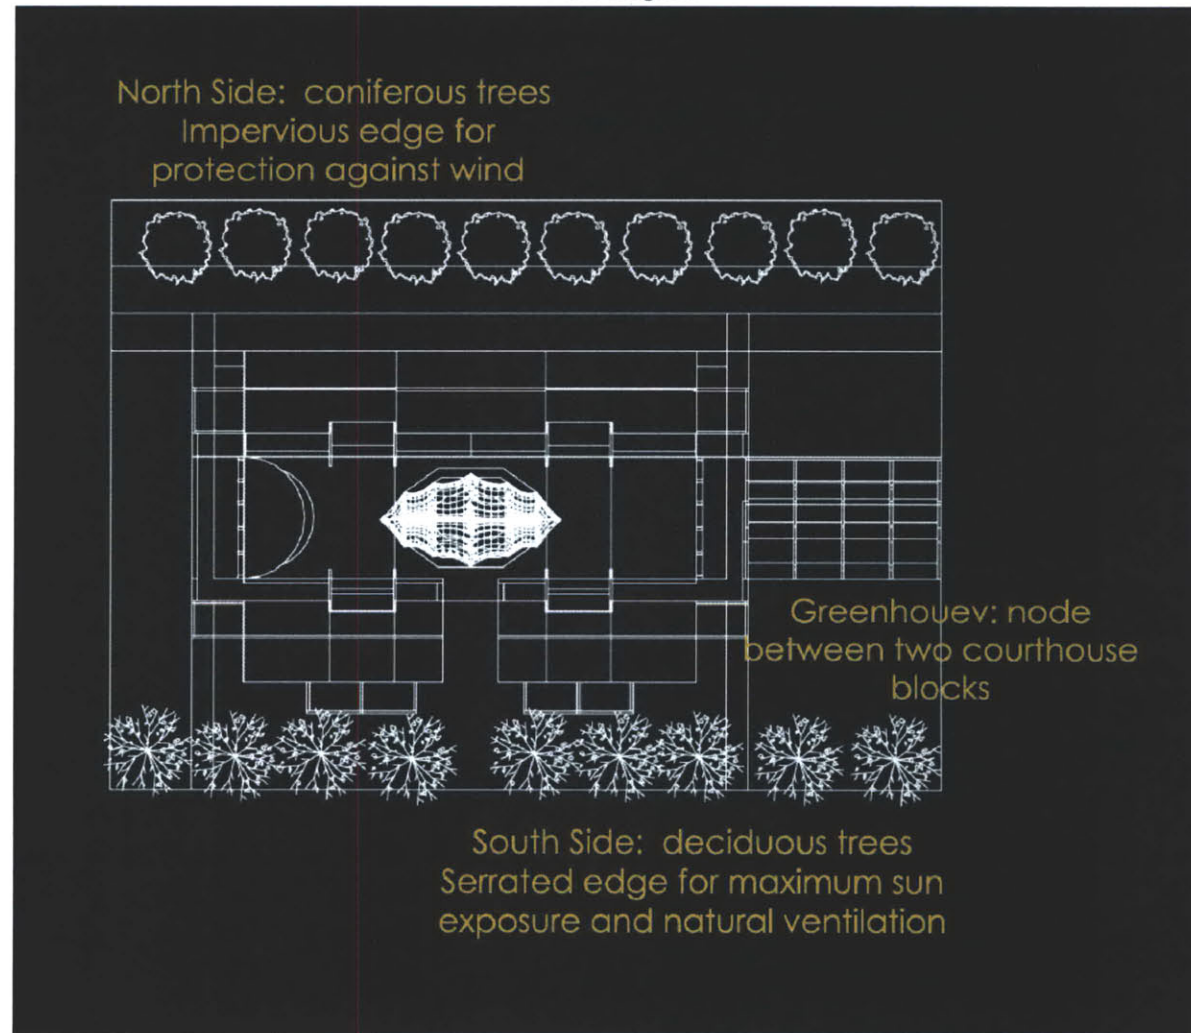 North Side: coniferous trees
Impervious edge for
protection against wind
Greenhouev: node
between two courthouse
blocks
South Side: deciduous trees
Serrated edge for maximum sun
exposure and natural ventilation